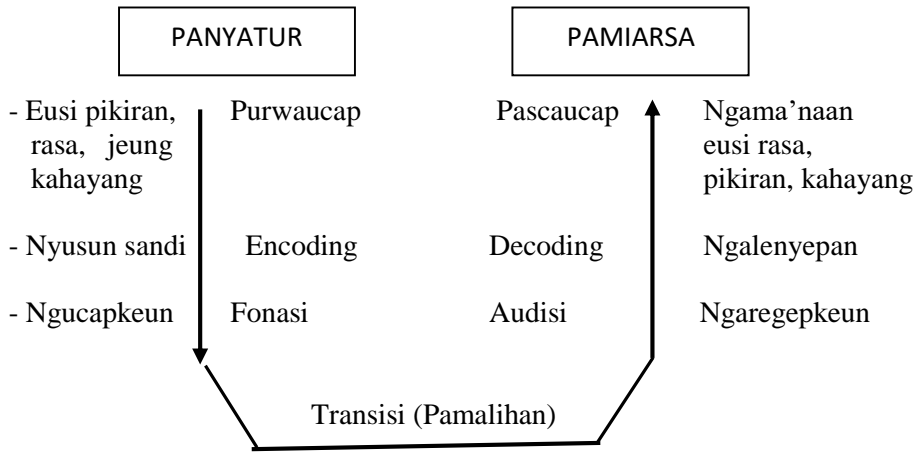 PANYATUR PAMIARSA
- Eusi pikiran, Purwaucap Pascaucap Ngama’naan
rasa, jeung eusi rasa,
kahayang pikiran, kahayang
- Nyusun sandi Encoding Decoding Ngalenyepan
- Ngucapkeun Fonasi Audisi Ngaregepkeun
Transisi (Pamalihan)